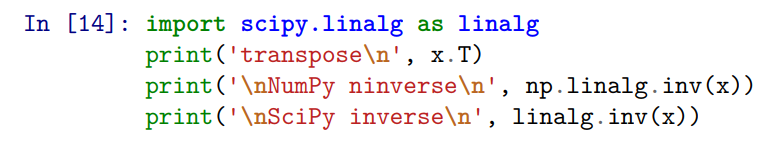 In [14]: import scipy.linalg as linalg
print('transpose\n', x.T)
print('\nNumPy ninverse\n', np.linalg.inv(x))
print('\nSciPy inverse\n', linalg.inv(x))